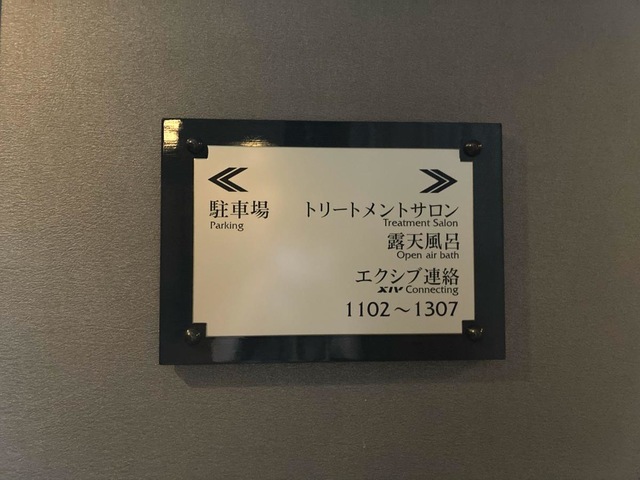 駐車場
Parking
トリートメントサロン
Treatment Salon
露天風呂
Open air bath
エクシブ連絡
XIV Connecting
1102～1307